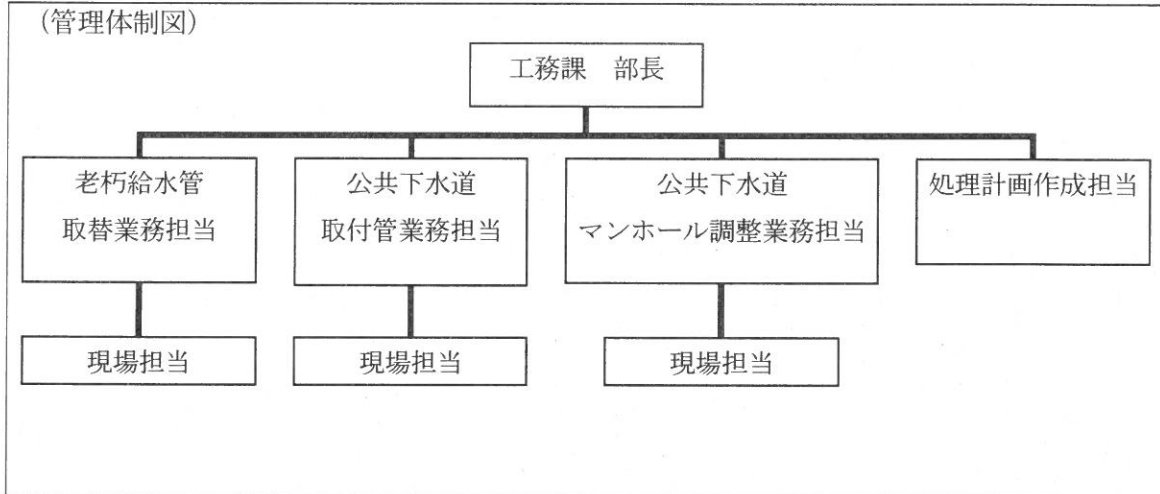 (管理体制図)
工務課　部長
老朽給水管
取替業務担当
公共下水道
取付管業務担当
公共下水道
マンホール調整業務担当
処理計画作成担当
現場担当
現場担当
現場担当